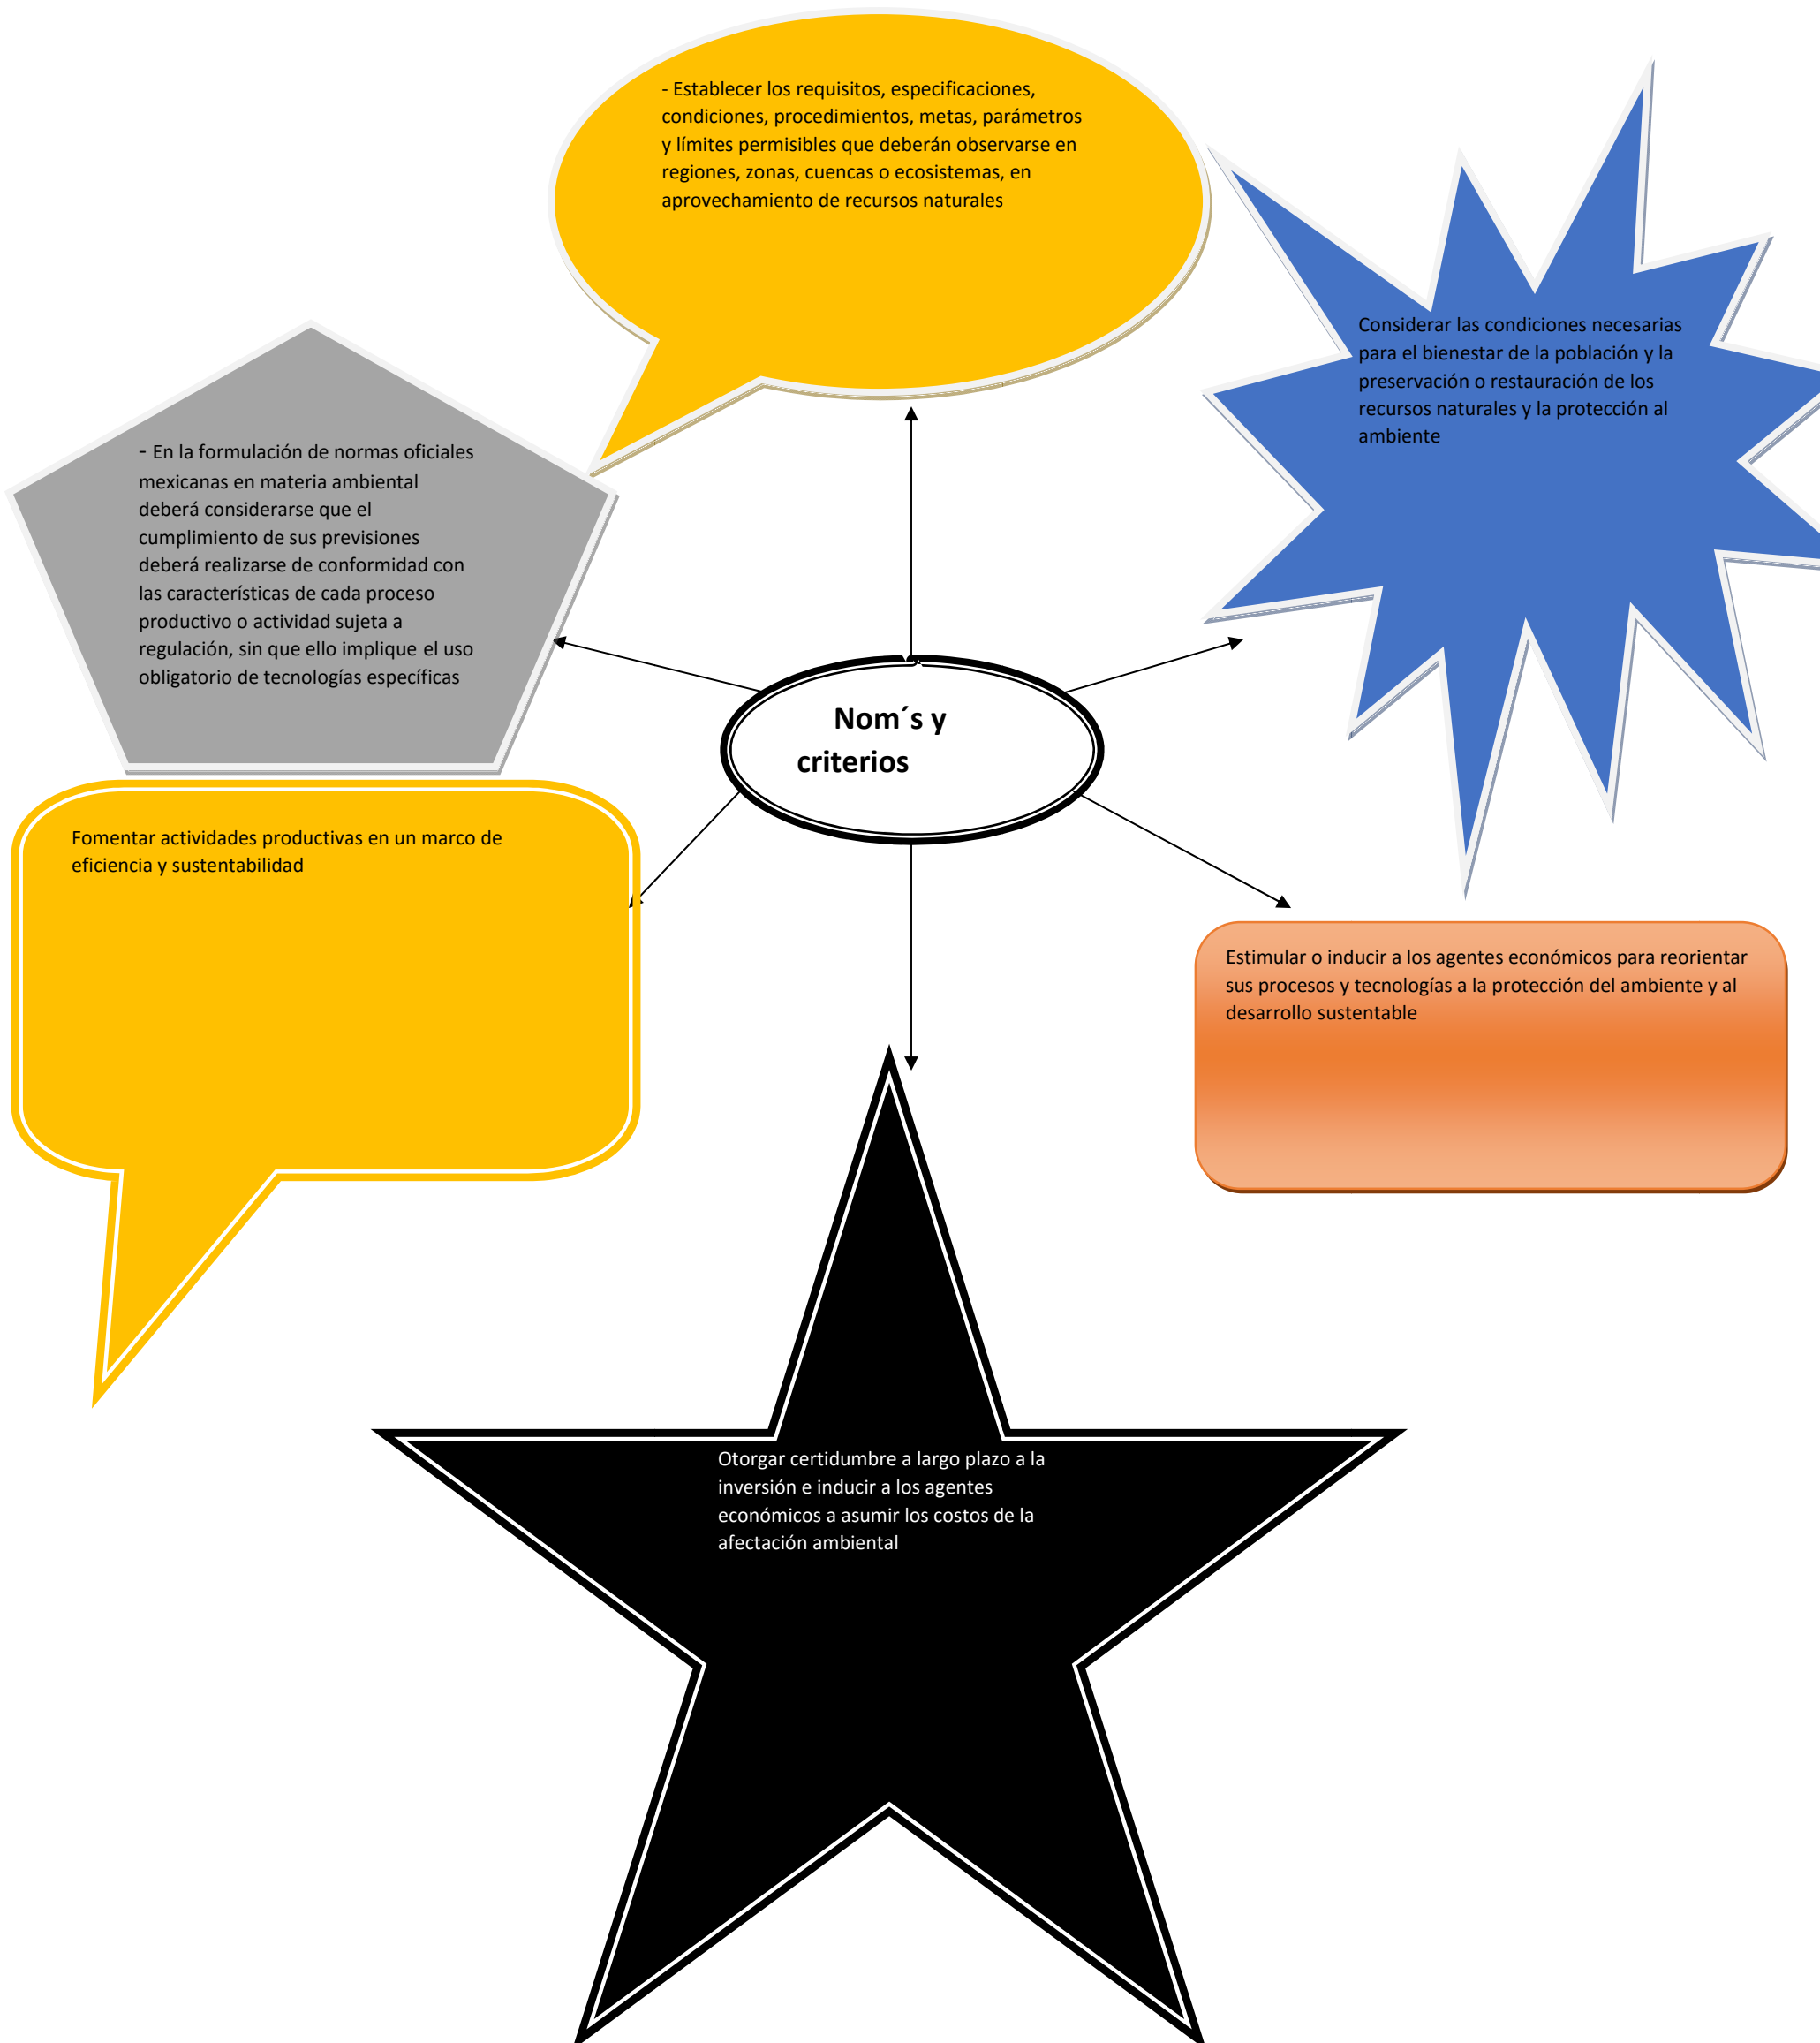 - Establecer los requisitos, especificaciones,
condiciones, procedimientos, metas, parámetros
y límites permisibles que deberán observarse en
regiones, zonas, cuencas o ecosistemas, en
aprovechamiento de recursos naturales
Considerar las condiciones necesarias
para el bienestar de la población y la
preservación o restauración de los
recursos naturales y la protección al
ambiente
- En la formulación de normas oficiales
mexicanas en materia ambiental
deberá considerarse que el
cumplimiento de sus previsiones
deberá realizarse de conformidad con
las características de cada proceso
productivo o actividad sujeta a
regulación, sin que ello implique el uso
obligatorio de tecnologías específicas
Nom´s y
criterios
Fomentar actividades productivas en un marco de
eficiencia y sustentabilidad
Estimular o inducir a los agentes económicos para reorientar
sus procesos y tecnologías a la protección del ambiente y al
desarrollo sustentable
Otorgar certidumbre a largo plazo a la
inversión e inducir a los agentes
económicos a asumir los costos de la
afectación ambiental